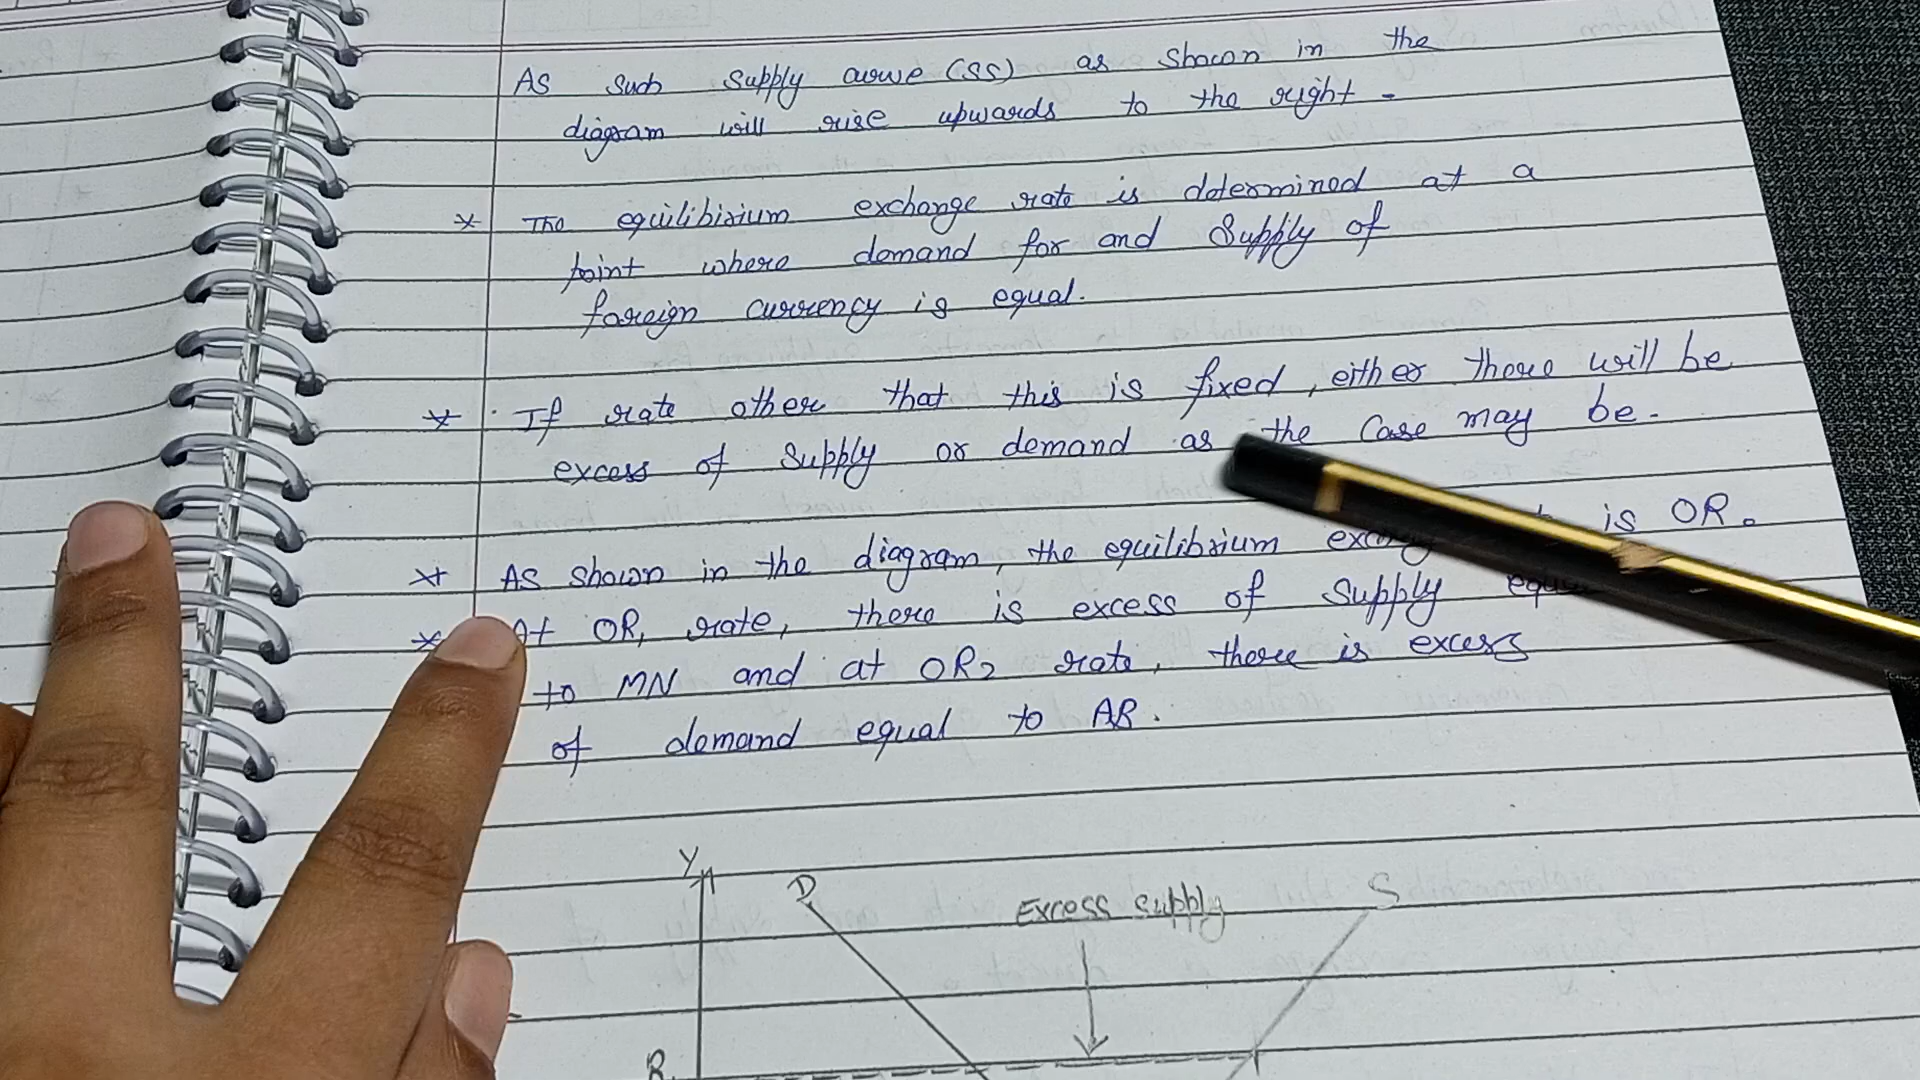 As such supply curve (SS) as shown in the
diagram will rise upwards to the right.
* The equilibirium exchange rate is determined at a
point where demand for and supply of
foreign currency is equal.
* If rate other that this is fixed, either there will be
excess of supply or demand as the case may be.
* As shown in the diagram, the equilibrium is OR.
* At OR1 rate, there is excess of supply
to MN and at OR2 rate, there is excess
of demand equal to AB.
Y
D
Excess supply
S
R